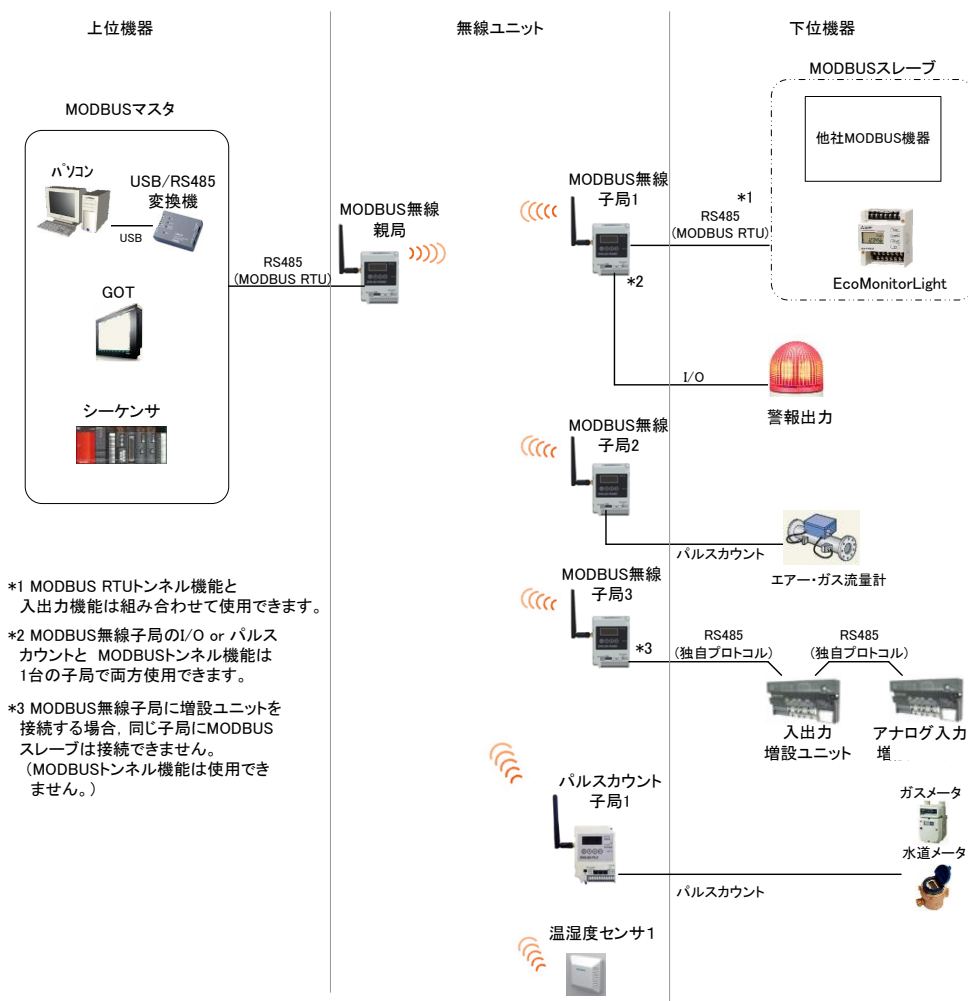 上位機器
無線ユニット
下位機器
MODBUSマスタ
パソコン
USB/RS485
変換機
USB
GOT
シーケンサ
RS485
(MODBUS RTU)
MODBUS無線
親局
MODBUS無線
子局1
*2
*1
RS485
(MODBUS RTU)
MODBUSスレーブ
他社MODBUS機器
EcoMonitorLight
I/O
警報出力
MODBUS無線
子局2
パルスカウント
エアー・ガス流量計
MODBUS無線
子局3
*3
RS485
(独自プロトコル)
RS485
(独自プロトコル)
入出力
増設ユニット
アナログ入力
増
パルスカウント
子局1
パルスカウント
ガスメータ
水道メータ
温湿度センサ1
*1 MODBUS RTUトンネル機能と
入出力機能は組み合わせて使用できます。
*2 MODBUS無線子局のI/O or パルス
カウントと MODBUSトンネル機能は
1台の子局で両方使用できます。
*3 MODBUS無線子局に増設ユニットを
接続する場合, 同じ子局にMODBUS
スレーブは接続できません。
(MODBUSトンネル機能は使用でき
ません。)